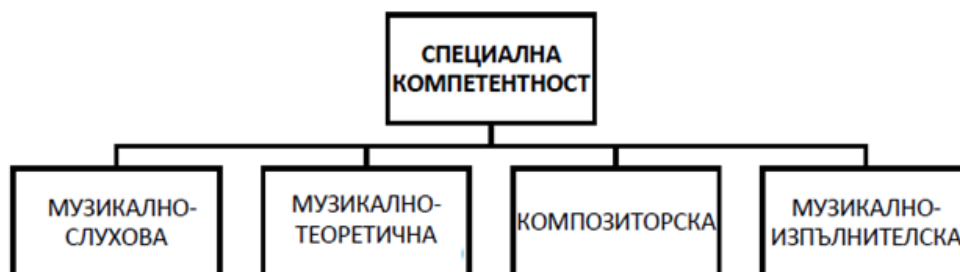 СПЕЦИАЛНА
КОМПЕТЕНТНОСТ
МУЗИКАЛНО-
СЛУХОВА
МУЗИКАЛНО-
ТЕОРЕТИЧНА
КОМПОЗИТОРСКА
МУЗИКАЛНО-
ИЗПЪЛНИТЕЛСКА